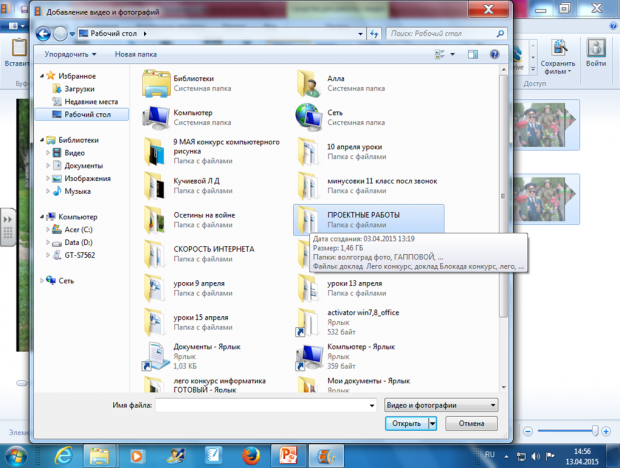 Добавление видео и фотографий
Рабочий стол
Поиск: Рабочий стол
Упорядочить
Новая папка
Избранное
Загрузки
Недавние места
Рабочий стол
Библиотеки
Видео
Документы
Изображения
Музыка
Компьютер
Acer (C:)
Data (D:)
GT-S7562
Сеть
Библиотеки
Системная папка
Алла
Системная папка
Компьютер
Системная папка
Сеть
Системная папка
9 МАЯ конкурс компьютерного
рисунка
Папка с файлами
10 апреля уроки
Папка с файлами
Кучиевой Л Д
Папка с файлами
минусовки 11 класс посл звонок
Папка с файлами
Осетины на войне
Папка с файлами
ПРОЕКТНЫЕ РАБОТЫ
Папка с файлами
СКОРОСТЬ ИНТЕРНЕТА
Папка с файлами
Дата создания: 03.04.2015 13:19
Размер: 1,46 ГБ
Папки: волгоград фото, ГАППОВОЙ, ...
Файлы: доклад Лего конкурс, доклад Блокада конкурс, лего, ...
уроки 9 апреля
Папка с файлами
уроки 13 апреля
Папка с файлами
уроки 15 апреля
Папка с файлами
activator win7,8_office
Ярлык
532 байт
Документы - Ярлык
Ярлык
1,03 КБ
Компьютер - Ярлык
Ярлык
359 байт
лего конкурс информатика
ГОТОВЫЙ - Ярлык
Мои документы - Ярлык
Ярлык
Имя файла:
Видео и фотографии
Открыть
Отмена
Вставить
Сохранить
фильм
Войти
Доступ
RU
14:56
13.04.2015